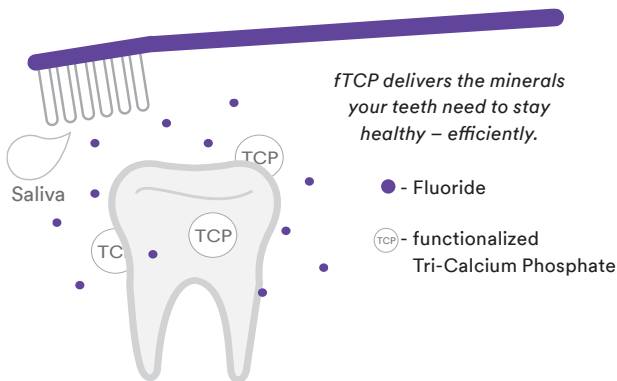 fTCP delivers the minerals
your teeth need to stay
healthy – efficiently.
TCP
Saliva
- Fluoride
TCP
TC
TCP - functionalized
Tri-Calcium Phosphate